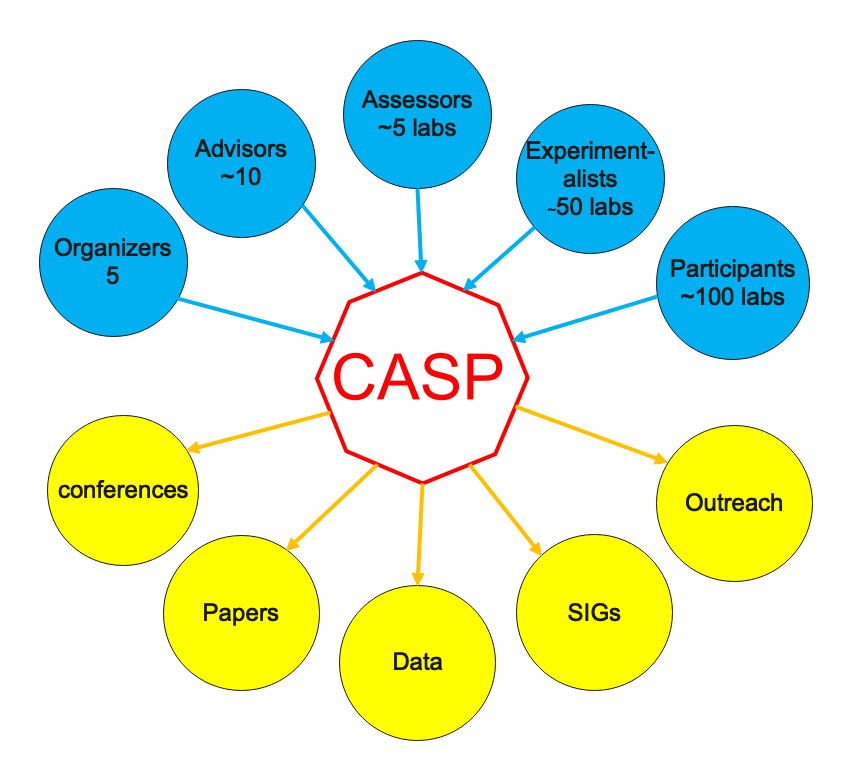 Assessors
~5 labs
Advisors
~10
Experiment-
alists
~50 labs
Organizers
5
Participants
~100 labs
CASP
conferences
Outreach
Papers
SIGs
Data